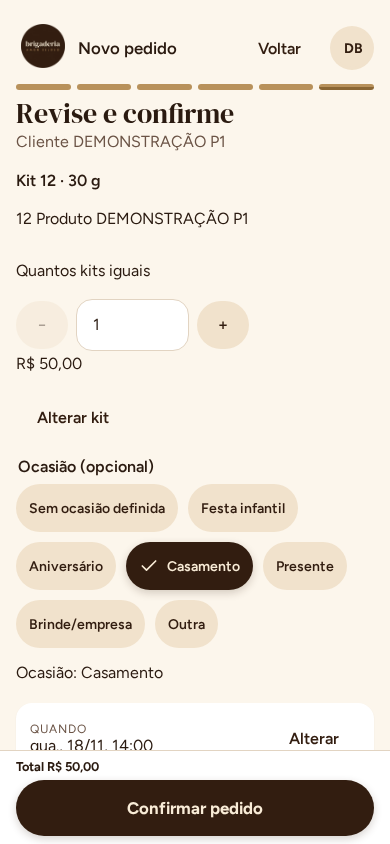 brigaderia
Novo pedido
Voltar
DB
Revise e confirme
Cliente DEMONSTRAÇÃO P1
Kit 12 · 30 g
12 Produto DEMONSTRAÇÃO P1
Quantos kits iguais
−
1
+
R$ 50,00
Alterar kit
Ocasião (opcional)
Sem ocasião definida
Festa infantil
Aniversário
Casamento
Presente
Brinde/empresa
Outra
Ocasião: Casamento
QUANDO
qua., 18/11, 14:00
Alterar
Total R$ 50,00
Confirmar pedido